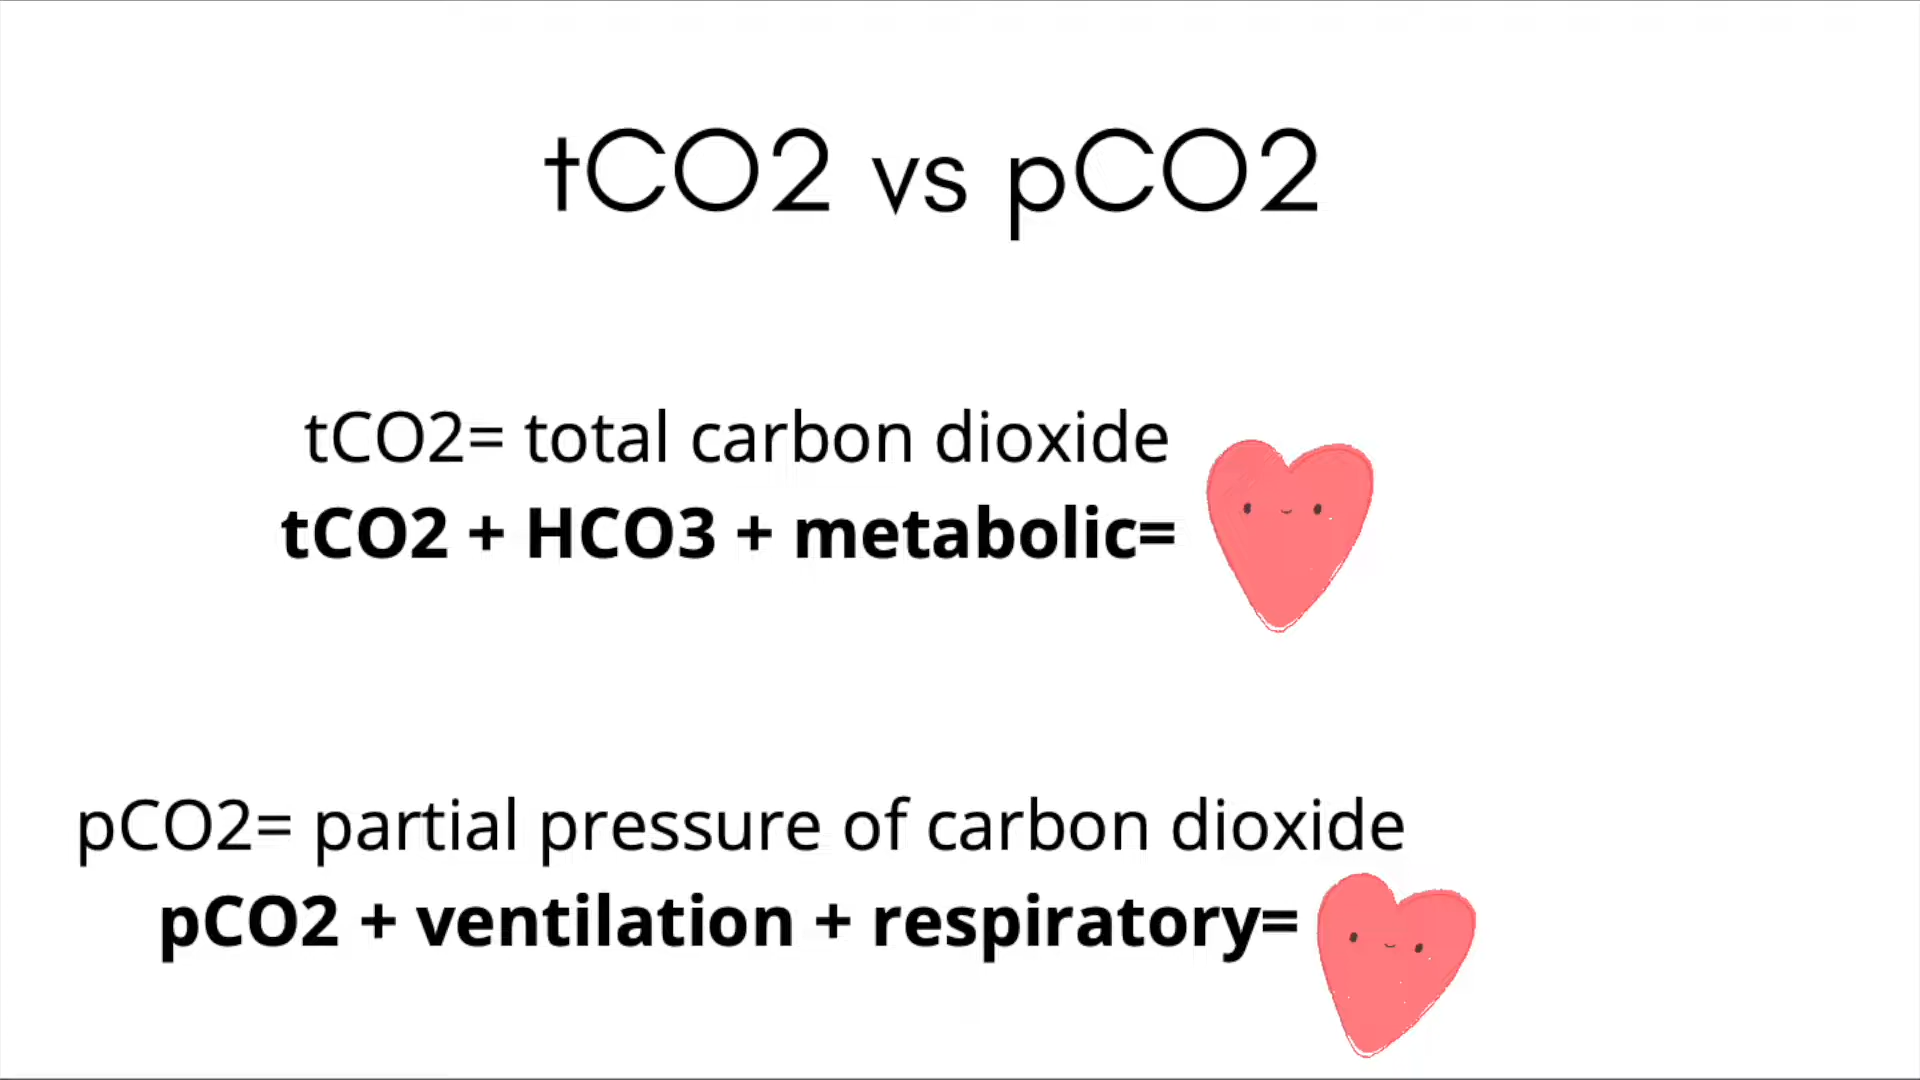 tCO2 vs pCO2
tCO2= total carbon dioxide
tCO2 + HCO3 + metabolic=
pCO2= partial pressure of carbon dioxide
pCO2 + ventilation + respiratory=